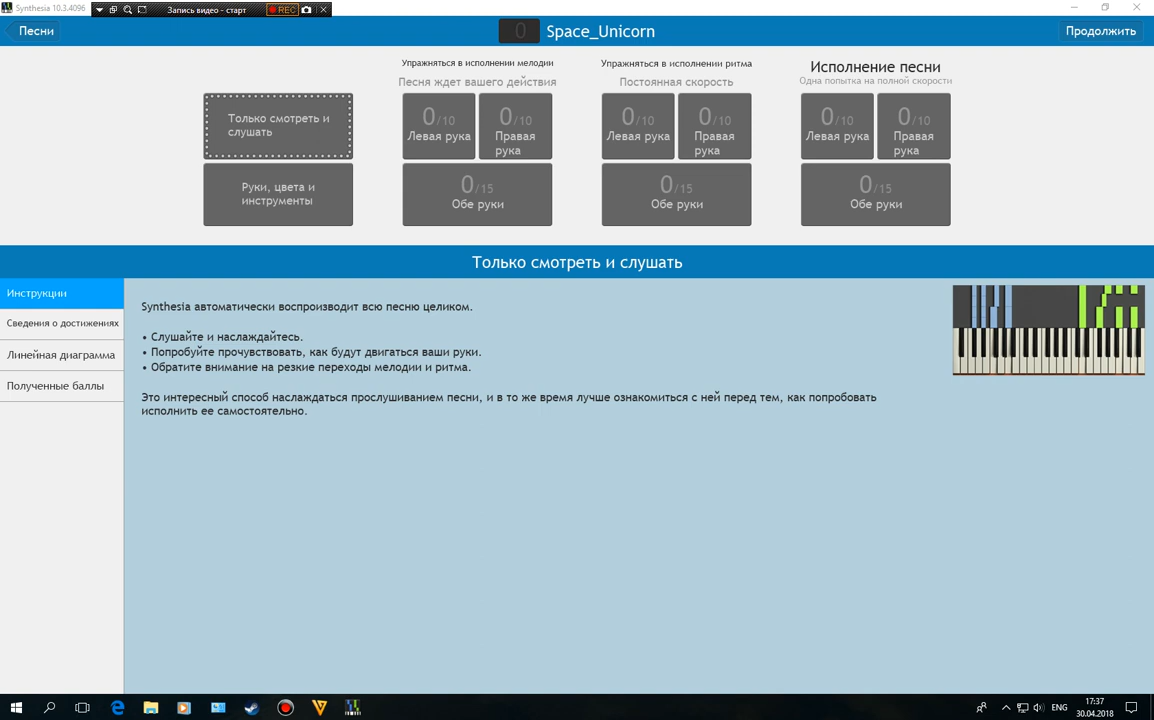 Synthesia 10.3.4096
Запись видео - старт
REC
Песни
0
Space_Unicorn
Продолжить
Упражняться в исполнении мелодии
Песня ждет вашего действия
Упражняться в исполнении ритма
Постоянная скорость
Исполнение песни
Одна попытка на полной скорости
Только смотреть и
слушать
0/10
Левая рука
0/10
Правая
рука
0/10
Левая рука
0/10
Правая
рука
0/10
Левая рука
0/10
Правая
рука
Руки, цвета и
инструменты
0/15
Обе руки
0/15
Обе руки
0/15
Обе руки
Только смотреть и слушать
Инструкции
Сведения о достижениях
Линейная диаграмма
Полученные баллы
Synthesia автоматически воспроизводит всю песню целиком.
• Слушайте и наслаждайтесь.
• Попробуйте прочувствовать, как будут двигаться ваши руки.
• Обратите внимание на резкие переходы мелодии и ритма.
Это интересный способ наслаждаться прослушиванием песни, и в то же время лучше ознакомиться с ней перед тем, как попробовать
исполнить ее самостоятельно.
ENG
17:37
30.04.2018